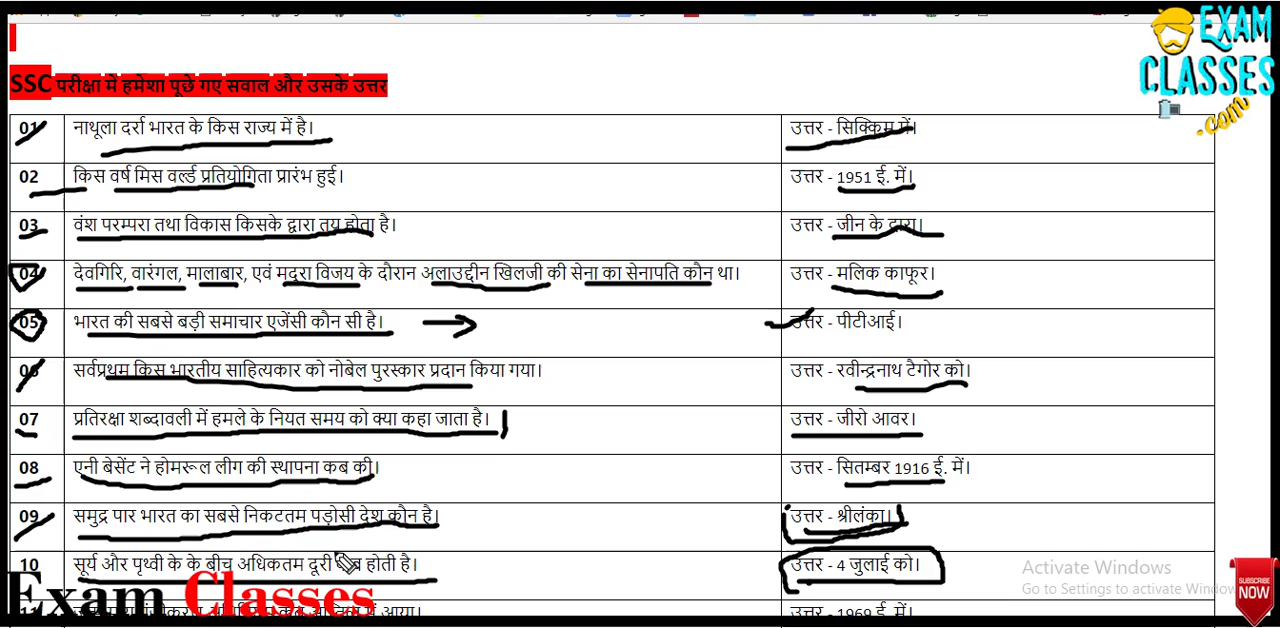 EXAM
CLASSES
.com
SSC परीक्षा में हमेशा पूछे गए सवाल और उसके उत्तर
01 नाथूला दर्रा भारत के किस राज्य में है। उत्तर - सिक्किम में।
02 किस वर्ष मिस वर्ल्ड प्रतियोगिता प्रारंभ हुई। उत्तर - 1951 ई. में।
03 वंश परम्परा तथा विकास किसके द्वारा तय होता है। उत्तर - जीन के द्वारा।
04 देवगिरि, वारंगल, मालाबार, एवं मदुरा विजय के दौरान अलाउद्दीन खिलजी की सेना का सेनापति कौन था। उत्तर - मलिक काफूर।
05 भारत की सबसे बड़ी समाचार एजेंसी कौन सी है। उत्तर - पीटीआई।
06 सर्वप्रथम किस भारतीय साहित्यकार को नोबेल पुरस्कार प्रदान किया गया। उत्तर - रवीन्द्रनाथ टैगोर को।
07 प्रतिरक्षा शब्दावली में हमले के नियत समय को क्या कहा जाता है। उत्तर - जीरो आवर।
08 एनी बेसेंट ने होमरूल लीग की स्थापना कब की। उत्तर - सितम्बर 1916 ई. में।
09 समुद्र पार भारत का सबसे निकटतम पड़ोसी देश कौन है। उत्तर - श्रीलंका।
10 सूर्य और पृथ्वी के के बीच अधिकतम दूरी कब होती है। उत्तर - 4 जुलाई को।
Activate Windows
Go to Settings to activate Windows
SUBSCRIBE
NOW
Exam Classes
11 में आया। उत्तर - 1969 ई. में।